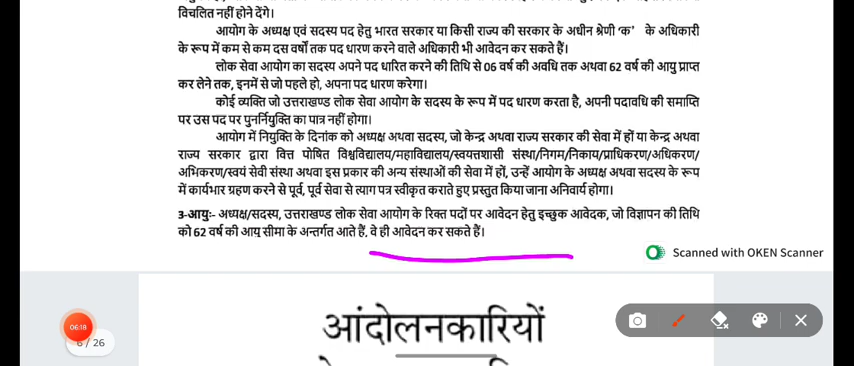 विचलित नहीं होने देंगे।
आयोग के अध्यक्ष एवं सदस्य पद हेतु भारत सरकार या किसी राज्य की सरकार के अधीन श्रेणी ‘क’ के अधिकारी
के रूप में कम से कम दस वर्षों तक पद धारण करने वाले अधिकारी भी आवेदन कर सकते हैं।
लोक सेवा आयोग का सदस्य अपने पद धारित करने की तिथि से 06 वर्ष की अवधि तक अथवा 62 वर्ष की आयु प्राप्त
कर लेने तक, इनमें से जो पहले हो, अपना पद धारण करेगा।
कोई व्यक्ति जो उत्तराखण्ड लोक सेवा आयोग के सदस्य के रूप में पद धारण करता है, अपनी पदावधि की समाप्ति
पर उस पद पर पुनर्नियुक्ति का पात्र नहीं होगा।
आयोग में नियुक्ति के दिनांक को अध्यक्ष अथवा सदस्य, जो केन्द्र अथवा राज्य सरकार की सेवा में हों या केन्द्र अथवा
राज्य सरकार द्वारा वित्त पोषित विश्वविद्यालय/महाविद्यालय/स्वयत्तशासी संस्था/निगम/निकाय/प्राधिकरण/अधिकरण/
अभिकरण/स्वयं सेवी संस्था अथवा इस प्रकार की अन्य संस्थाओं की सेवा में हों, उन्हें आयोग के अध्यक्ष अथवा सदस्य के रूप
में कार्यभार ग्रहण करने से पूर्व, पूर्व सेवा से त्याग पत्र स्वीकृत कराते हुए प्रस्तुत किया जाना अनिवार्य होगा।
3-आयुः- अध्यक्ष/सदस्य, उत्तराखण्ड लोक सेवा आयोग के रिक्त पदों पर आवेदन हेतु इच्छुक आवेदक, जो विज्ञापन की तिथि
को 62 वर्ष की आयु सीमा के अन्तर्गत आते हैं, वे ही आवेदन कर सकते हैं।
Scanned with OKEN Scanner
06:18
6 / 26
आंदोलनकारियों